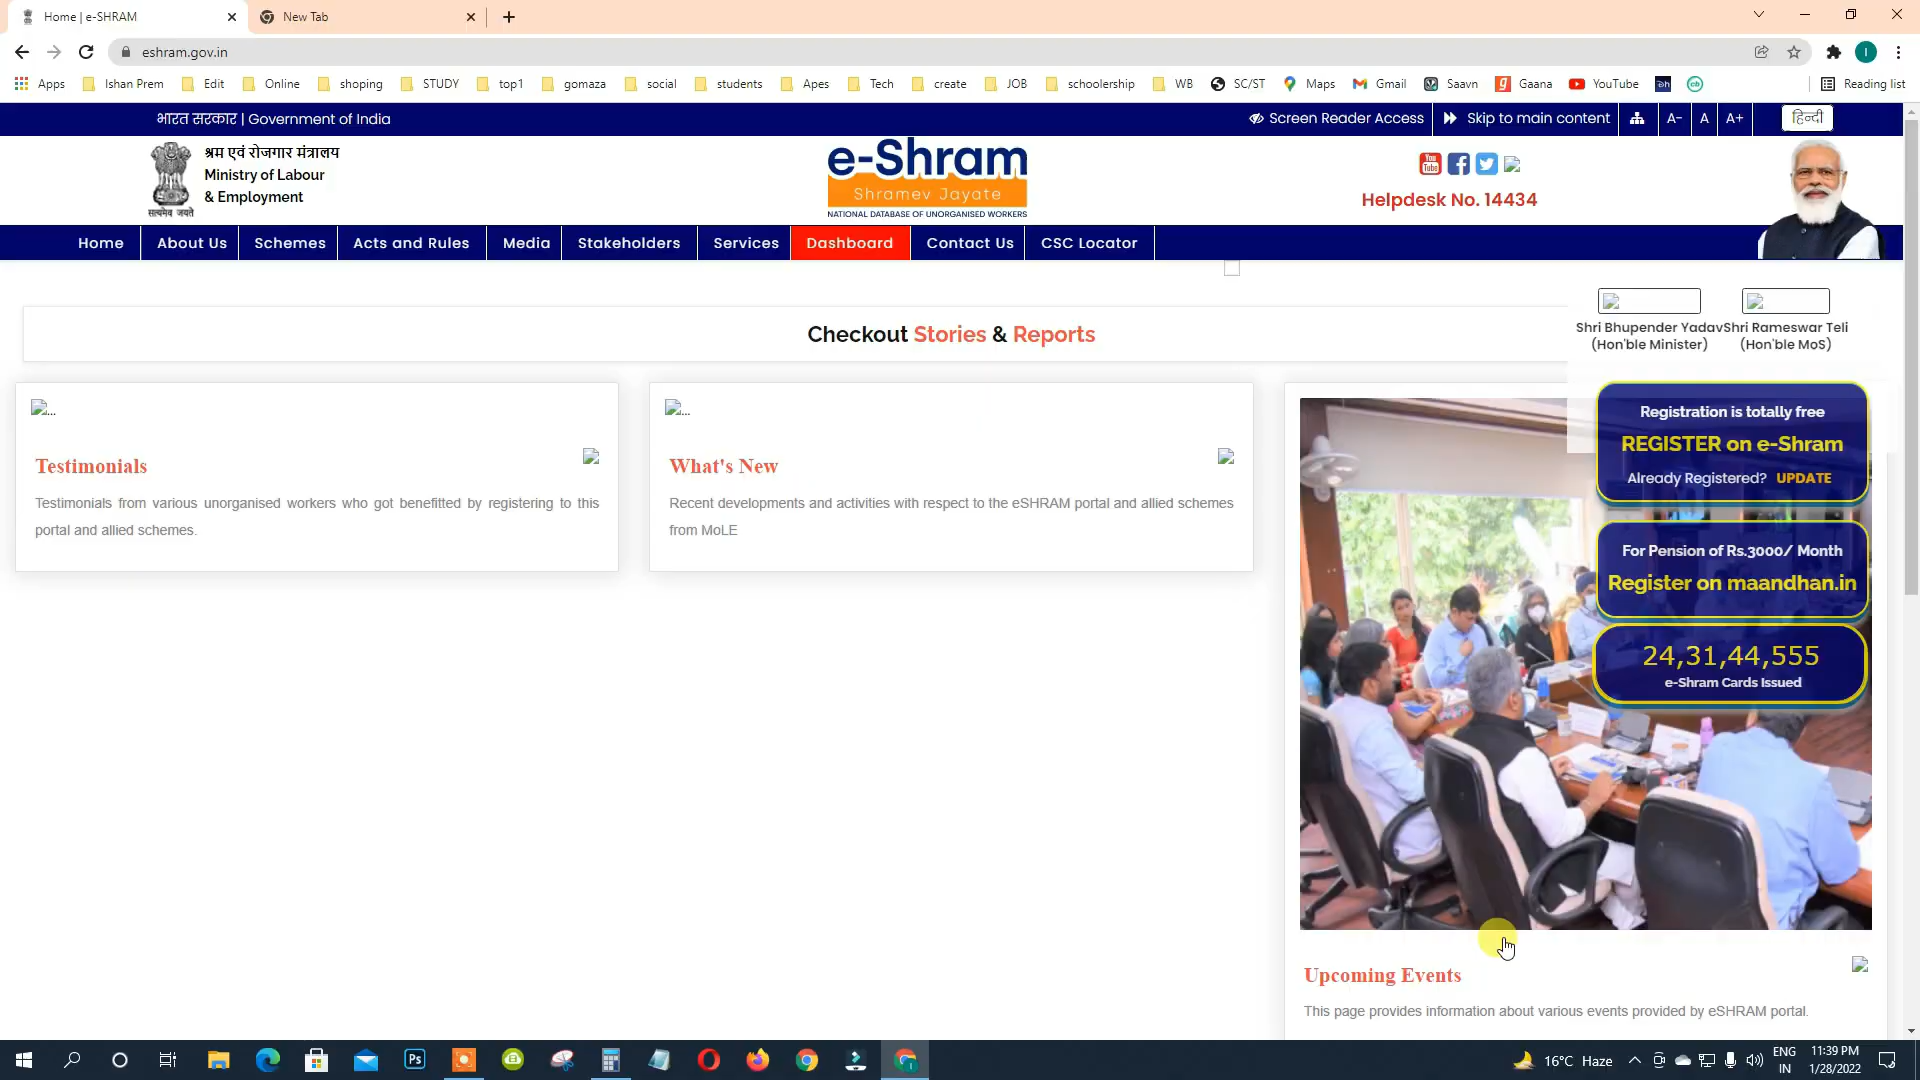 Home | e-SHRAM
New Tab
eshram.gov.in
Apps
Ishan Prem
Edit
Online
shoping
STUDY
top1
gomaza
social
students
Apes
Tech
create
JOB
schoolership
WB
SC/ST
Maps
Gmail
Saavn
Gaana
YouTube
Reading list
भारत सरकार | Government of India
Screen Reader Access
Skip to main content
A-
A
A+
हिन्दी
श्रम एवं रोजगार मंत्रालय
Ministry of Labour
& Employment
सत्यमेव जयते
e-Shram
Shramev Jayate
NATIONAL DATABASE OF UNORGANISED WORKERS
You
Tube
Helpdesk No. 14434
Home
About Us
Schemes
Acts and Rules
Media
Stakeholders
Services
Dashboard
Contact Us
CSC Locator
Checkout Stories & Reports
Shri Bhupender Yadav
(Hon'ble Minister)
Shri Rameswar Teli
(Hon'ble MoS)
...
Testimonials
Testimonials from various unorganised workers who got benefitted by registering to this
portal and allied schemes.
...
What's New
Recent developments and activities with respect to the eSHRAM portal and allied schemes
from MoLE
Registration is totally free
REGISTER on e-Shram
Already Registered? UPDATE
For Pension of Rs.3000/ Month
Register on maandhan.in
24,31,44,555
e-Shram Cards Issued
Upcoming Events
This page provides information about various events provided by eSHRAM portal.
Ps
16°C Haze
ENG
IN
11:39 PM
1/28/2022